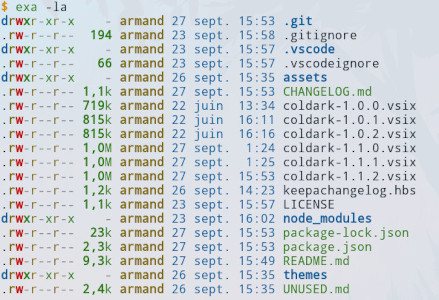 $ exa -la
drwxr-xr-x - armand 27 sept. 15:53 .git
.rw-r--r-- 194 armand 23 sept. 15:58 .gitignore
drwxr-xr-x - armand 23 sept. 15:57 .vscode
.rw-r--r-- 66 armand 23 sept. 15:57 .vscodeignore
drwxr-xr-x - armand 26 sept. 15:35 assets
.rw-r--r-- 1,1k armand 27 sept. 15:53 CHANGELOG.md
.rw-r--r-- 719k armand 22 juin 13:34 coldark-1.0.0.vsix
.rw-r--r-- 815k armand 22 juin 16:11 coldark-1.0.1.vsix
.rw-r--r-- 815k armand 22 juin 16:16 coldark-1.0.2.vsix
.rw-r--r-- 1,0M armand 27 sept. 1:24 coldark-1.1.0.vsix
.rw-r--r-- 1,0M armand 27 sept. 1:25 coldark-1.1.1.vsix
.rw-r--r-- 1,0M armand 27 sept. 15:53 coldark-1.1.2.vsix
.rw-r--r-- 1,2k armand 26 sept. 14:23 keepachangelog.hbs
.rw-r--r-- 1,1k armand 23 sept. 15:57 LICENSE
drwxr-xr-x - armand 23 sept. 16:02 node_modules
.rw-r--r-- 23k armand 27 sept. 15:53 package-lock.json
.rw-r--r-- 2,3k armand 27 sept. 15:53 package.json
.rw-r--r-- 9,3k armand 27 sept. 15:49 README.md
drwxr-xr-x - armand 26 sept. 15:35 themes
.rw-r--r-- 2,4k armand 26 sept. 15:35 UNUSED.md